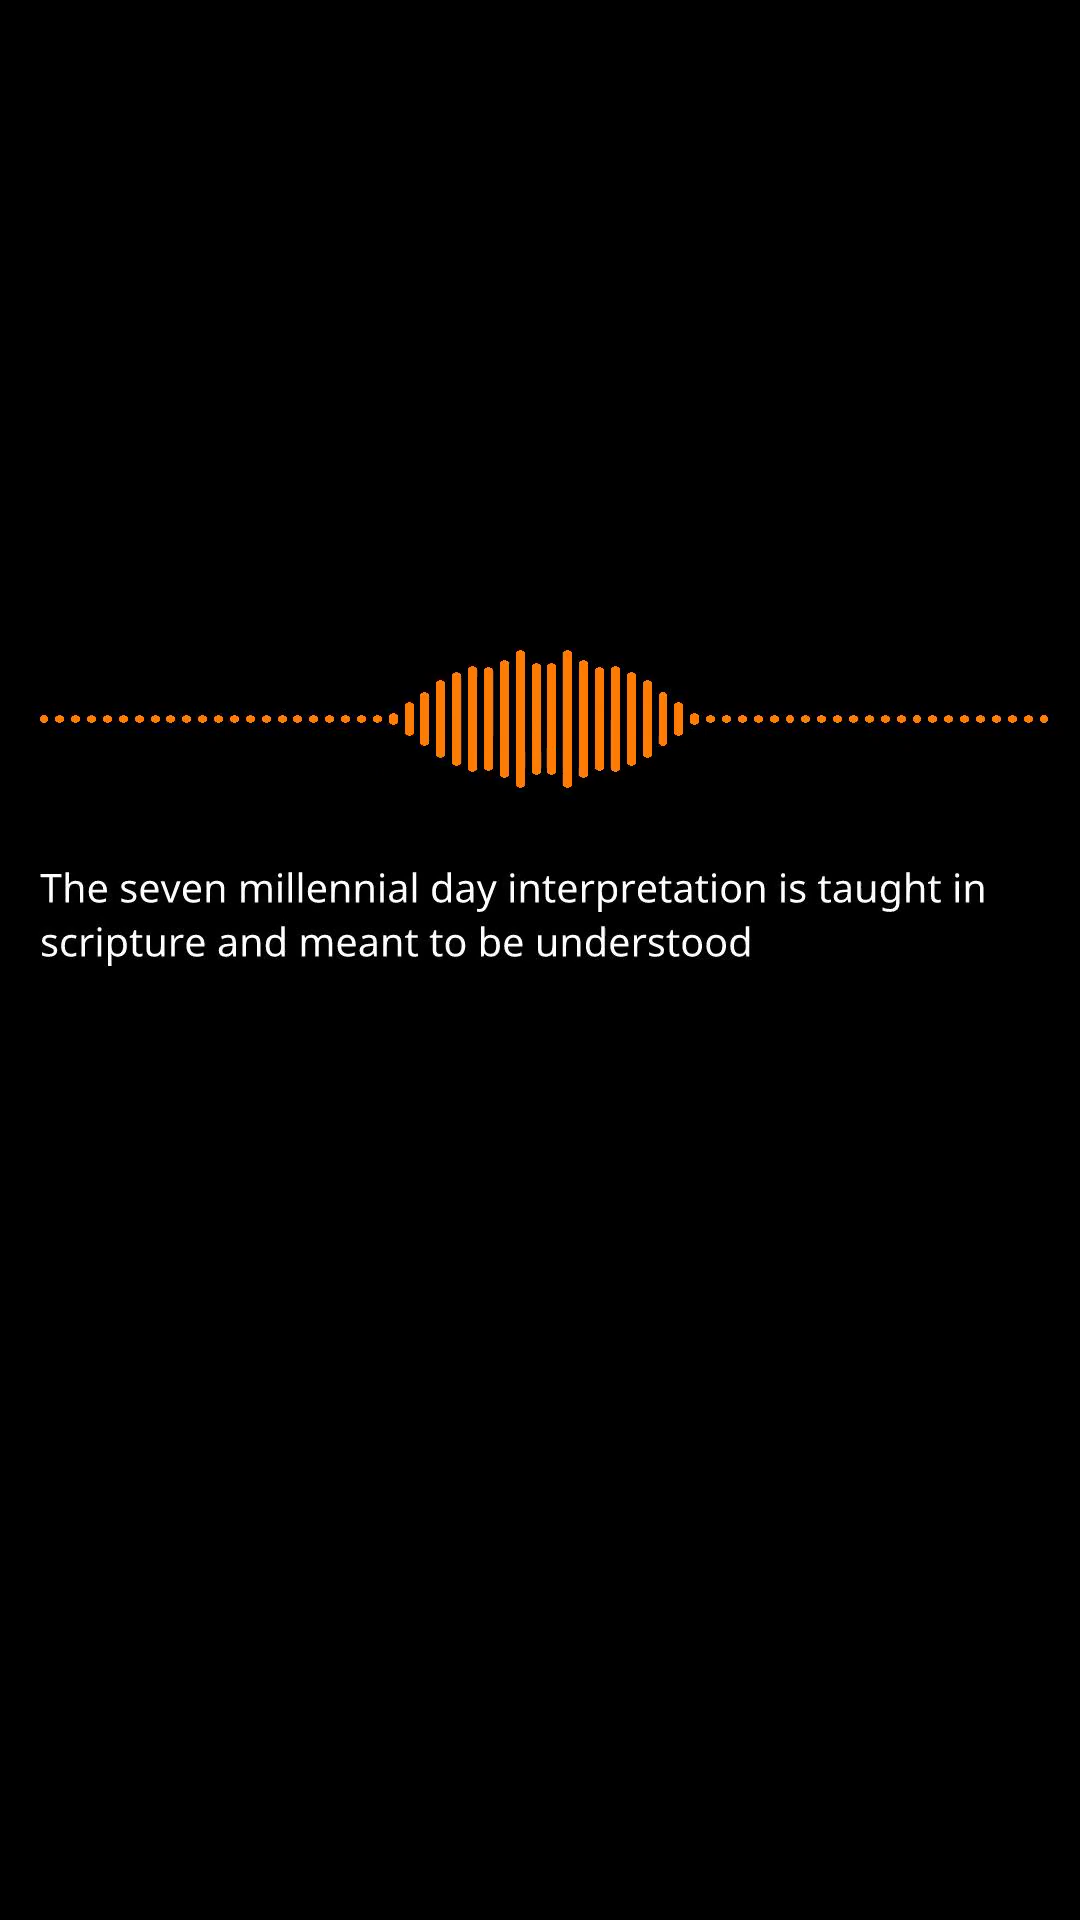 The seven millennial day interpretation is taught in
scripture and meant to be understood